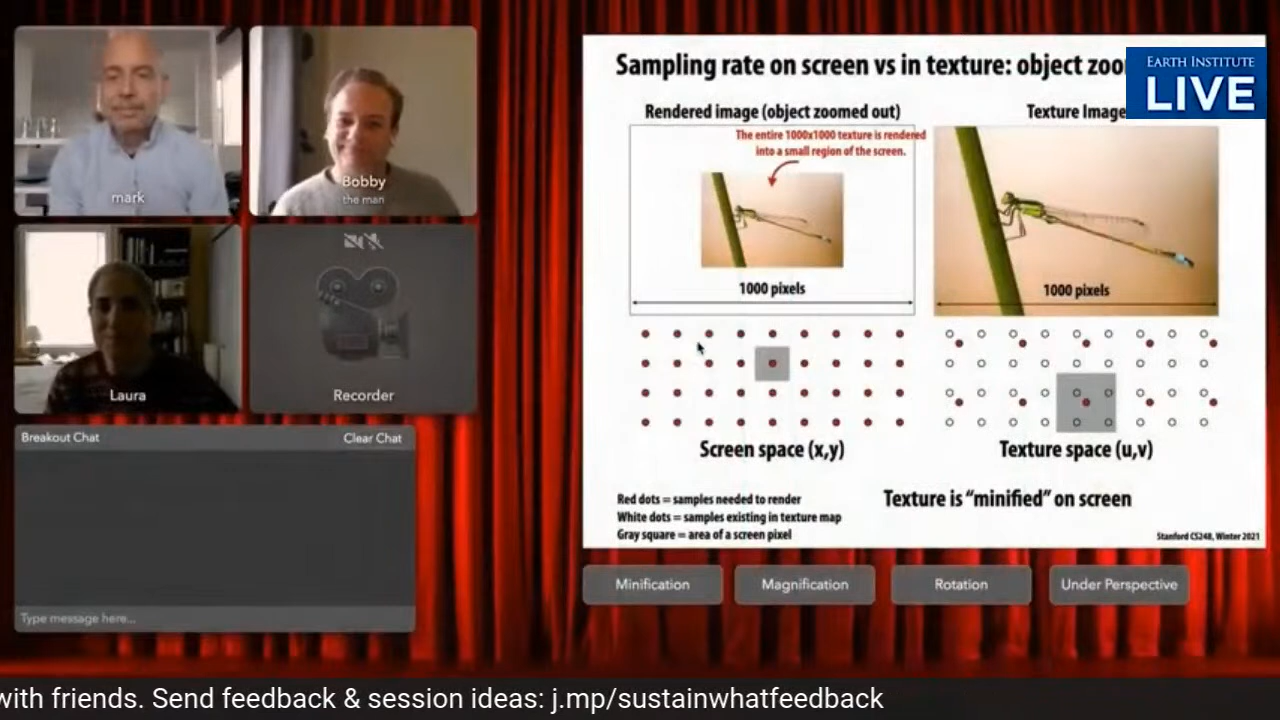 mark
Bobby
the man
Laura
Recorder
Breakout Chat
Clear Chat
Type message here...
Sampling rate on screen vs in texture: object
EARTH INSTITUTE
LIVE
Rendered image (object zoomed out)
The entire 1000x1000 texture is rendered
into a small region of the screen.
1000 pixels
Texture Image
1000 pixels
Screen space (x,y)
Texture space (u,v)
Red dots = samples needed to render
White dots = samples existing in texture map
Gray square = area of a screen pixel
Texture is “minified” on screen
Stanford CS248, Winter 2021
Minification
Magnification
Rotation
Under Perspective
with friends. Send feedback & session ideas: j.mp/sustainwhatfeedback